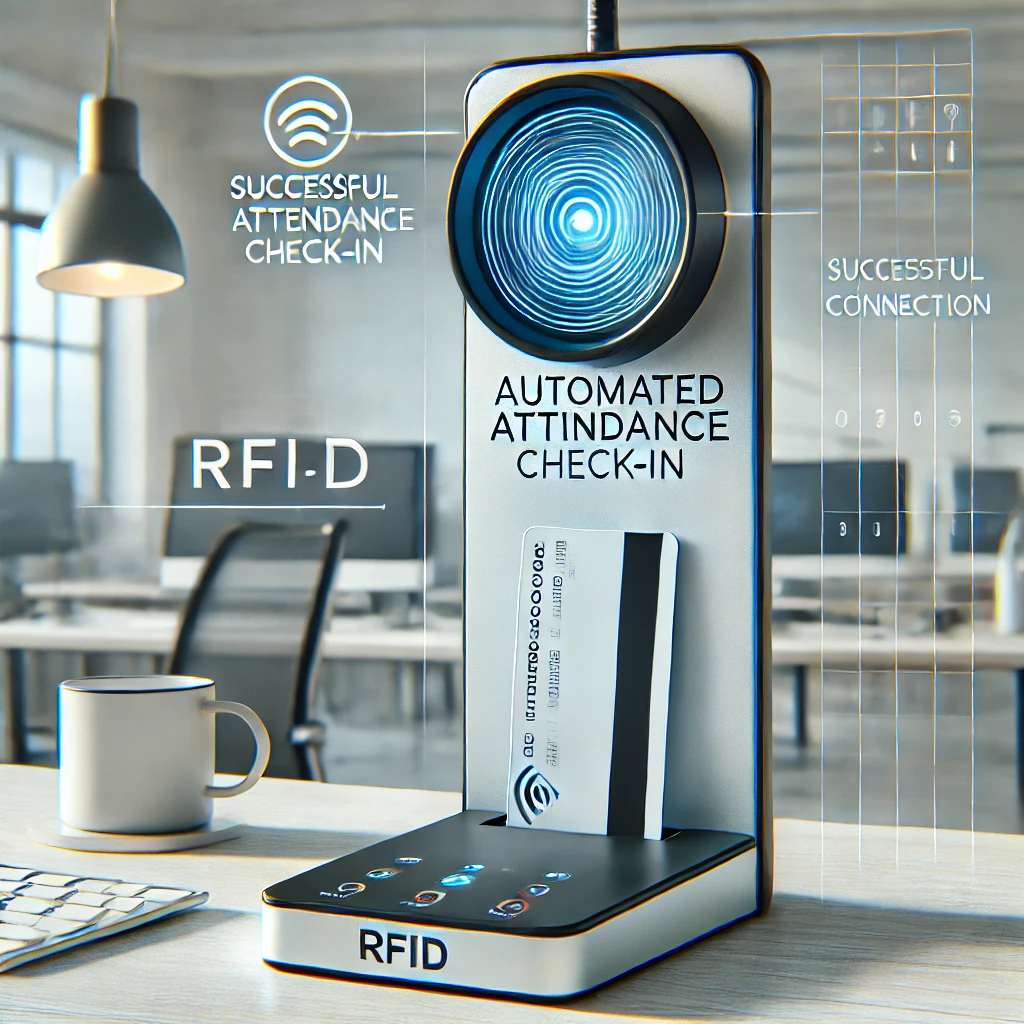 SUCCESSFUL
ATTENDANCE
CHECK-IN
SUCCESSFUL
CONNECTION
AUTOMATED
ATTINDANCE
CHECK-IN
RFI-D
RFID